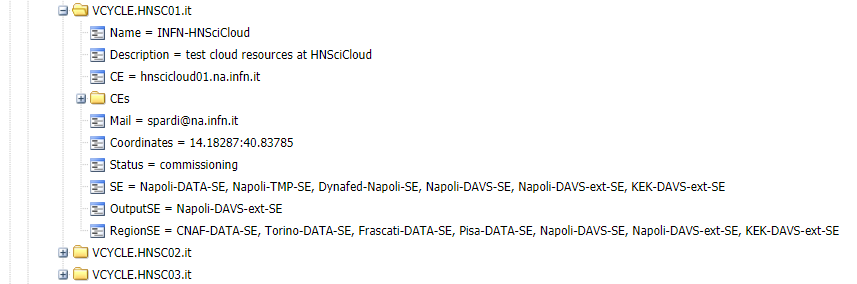 VCYCLE.HNSC01.it
Name = INFN-HNSciCloud
Description = test cloud resources at HNSciCloud
CE = hnscicloud01.na.infn.it
CEs
Mail = spardi@na.infn.it
Coordinates = 14.18287:40.83785
Status = commissioning
SE = Napoli-DATA-SE, Napoli-TMP-SE, Dynafed-Napoli-SE, Napoli-DAVS-SE, Napoli-DAVS-ext-SE, KEK-DAVS-ext-SE
OutputSE = Napoli-DAVS-ext-SE
RegionSE = CNAF-DATA-SE, Torino-DATA-SE, Frascati-DATA-SE, Pisa-DATA-SE, Napoli-DAVS-SE, Napoli-DAVS-ext-SE, KEK-DAVS-ext-SE
VCYCLE.HNSC02.it
VCYCLE.HNSC03.it